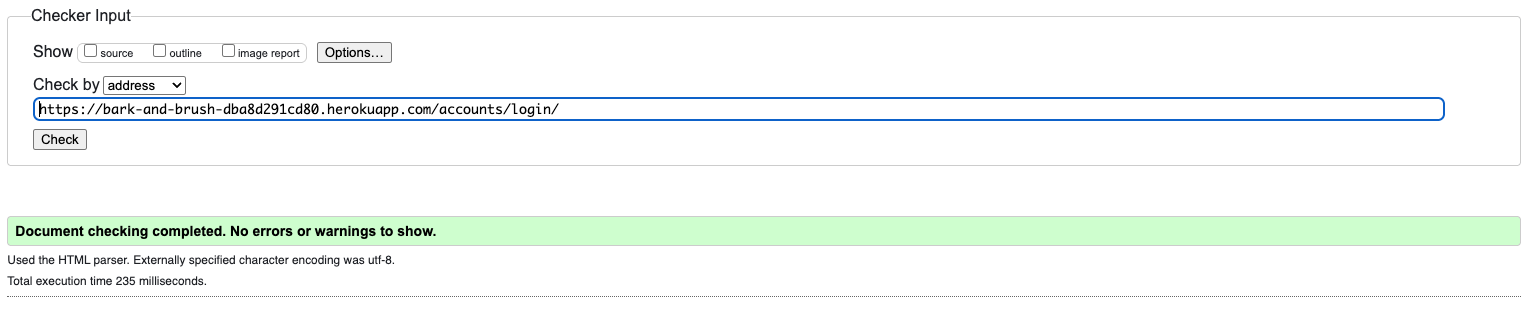 Checker Input
Show source outline image report Options...
Check by address
https://bark-and-brush-dba8d291cd80.herokuapp.com/accounts/login/
Check
Document checking completed. No errors or warnings to show.
Used the HTML parser. Externally specified character encoding was utf-8.
Total execution time 235 milliseconds.